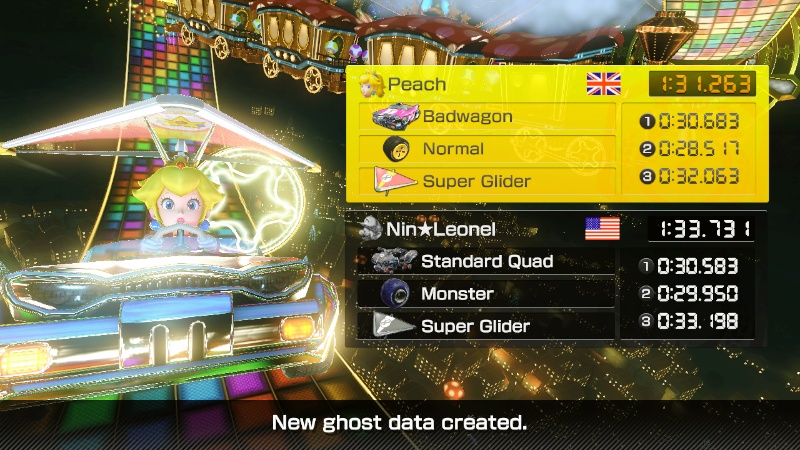 Peach 1:31.263
Badwagon
Normal
Super Glider
1 0:30.683
2 0:28.517
3 0:32.063
Nin★Leonel 1:33.731
Standard Quad
Monster
Super Glider
1 0:30.583
2 0:29.950
3 0:33.198
New ghost data created.